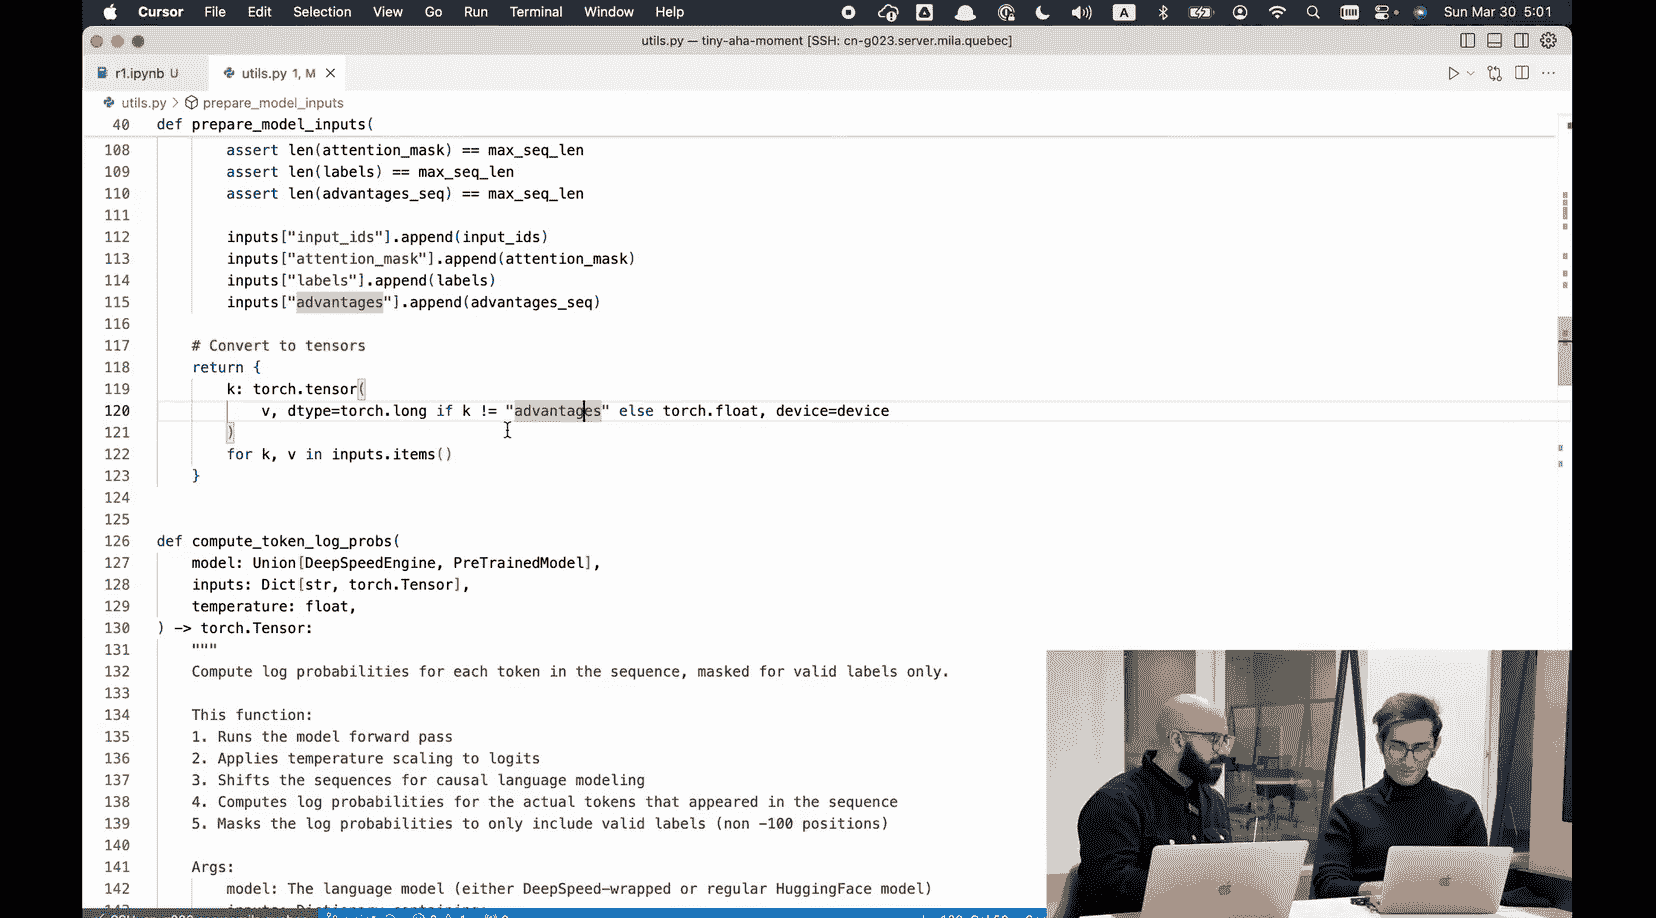 Cursor File Edit Selection View Go Run Terminal Window Help A Sun Mar 30 5:01
utils.py — tiny-aha-moment [SSH: cn-g023.server.mila.quebec]
r1.ipynb U utils.py 1, M
utils.py > prepare_model_inputs
40 def prepare_model_inputs(
108 assert len(attention_mask) == max_seq_len
109 assert len(labels) == max_seq_len
110 assert len(advantages_seq) == max_seq_len
111
112 inputs["input_ids"].append(input_ids)
113 inputs["attention_mask"].append(attention_mask)
114 inputs["labels"].append(labels)
115 inputs["advantages"].append(advantages_seq)
116
117 # Convert to tensors
118 return {
119 k: torch.tensor(
120 v, dtype=torch.long if k != "advantages" else torch.float, device=device
121 )
122 for k, v in inputs.items()
123 }
124
125
126 def compute_token_log_probs(
127 model: Union[DeepSpeedEngine, PreTrainedModel],
128 inputs: Dict[str, torch.Tensor],
129 temperature: float,
130 ) -> torch.Tensor:
131 """
132 Compute log probabilities for each token in the sequence, masked for valid labels only.
133
134 This function:
135 1. Runs the model forward pass
136 2. Applies temperature scaling to logits
137 3. Shifts the sequences for causal language modeling
138 4. Computes log probabilities for the actual tokens that appeared in the sequence
139 5. Masks the log probabilities to only include valid labels (non -100 positions)
140
141 Args:
142 model: The language model (either DeepSpeed-wrapped or regular HuggingFace model)